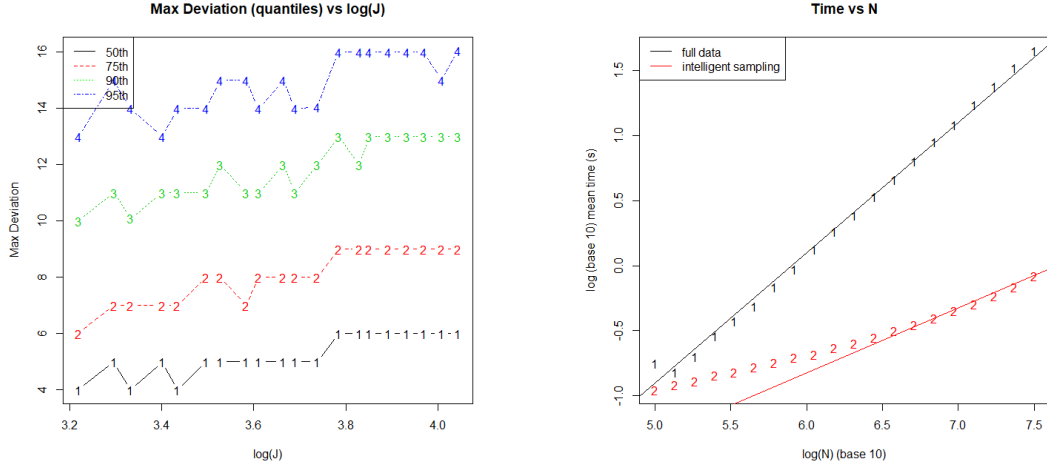 Max Deviation (quantiles) vs log(J)
Max Deviation
16
14
12
10
8
6
4
50th
75th
90th
95th
3.2
3.4
3.6
3.8
4.0
log(J)
Time vs N
log (base 10) mean time (s)
1.5
1.0
0.5
0.0
-0.5
-1.0
full data
intelligent sampling
5.0
5.5
6.0
6.5
7.0
7.5
log(N) (base 10)